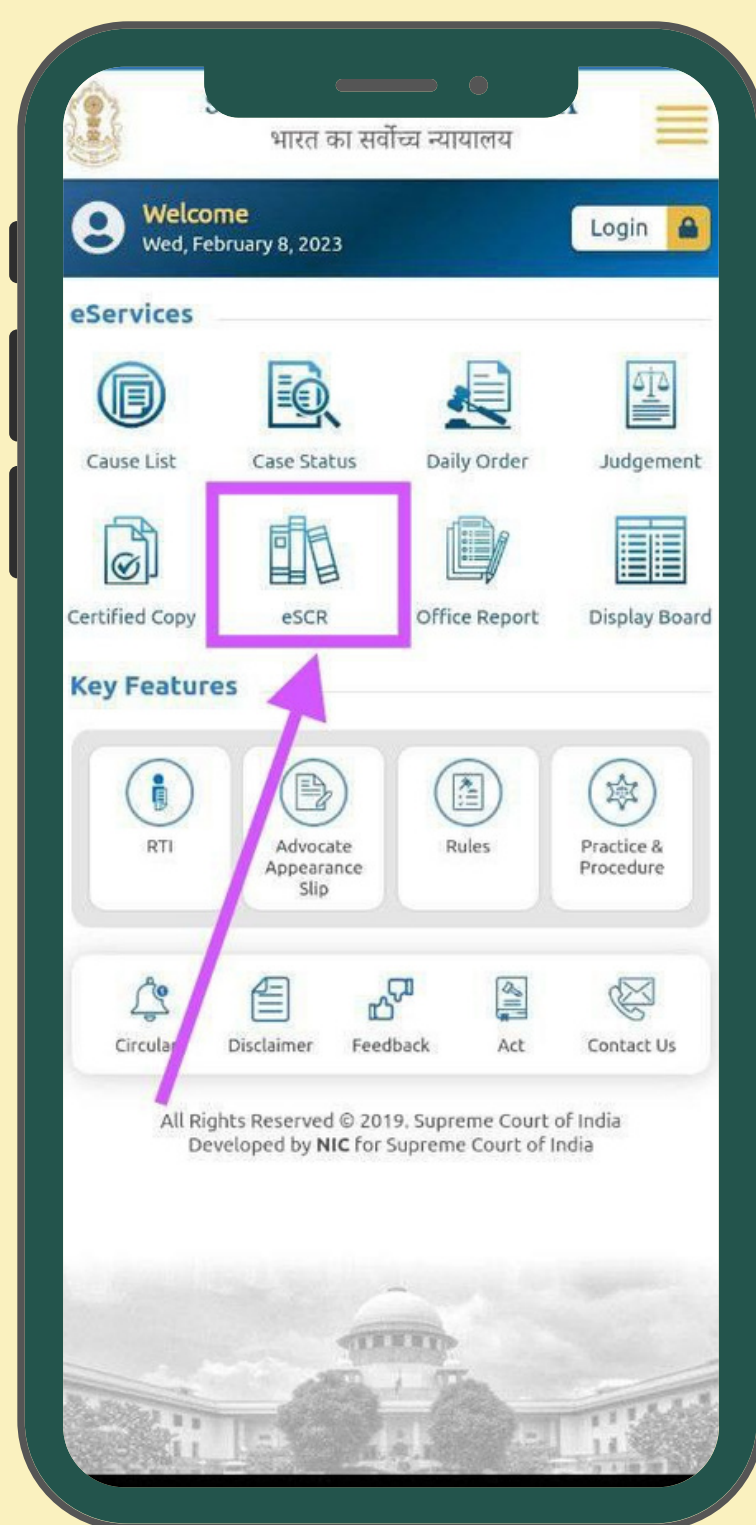 भारत का सर्वोच्च न्यायालय
Welcome
Wed, February 8, 2023
Login
eServices
Cause List
Case Status
Daily Order
Judgement
Certified Copy
eSCR
Office Report
Display Board
Key Features
RTI
Advocate
Appearance
Slip
Rules
Practice &
Procedure
Circular
Disclaimer
Feedback
Act
Contact Us
All Rights Reserved © 2019. Supreme Court of India
Developed by NIC for Supreme Court of India